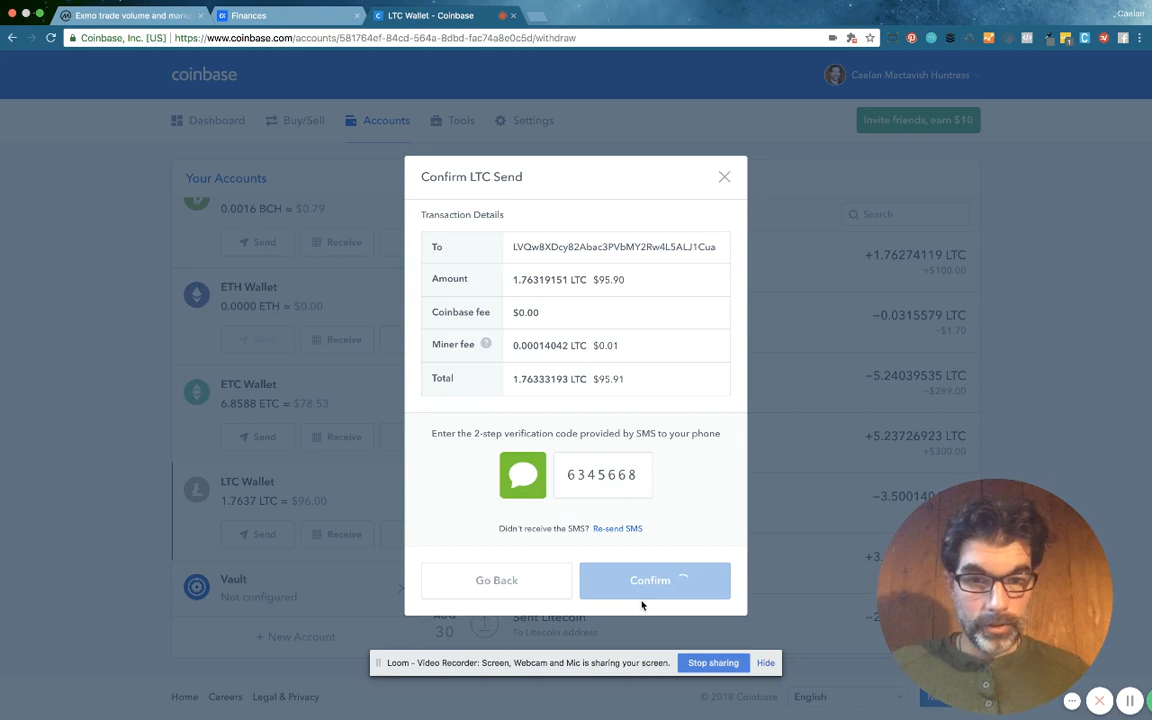 Exmo trade volume and mark
Finances
LTC Wallet - Coinbase
Caelan
Coinbase, Inc. [US] https://www.coinbase.com/accounts/581764ef-84cd-564a-8dbd-fac74a8e0c5d/withdraw
coinbase
Caelan Mactavish Huntress
Dashboard Buy/Sell Accounts Tools Settings
Invite friends, earn $10
Your Accounts
0.0016 BCH ≈ $0.79
Send Receive
ETH Wallet
0.0000 ETH ≈ $0.00
Send Receive
ETC Wallet
6.8588 ETC ≈ $78.53
Send Receive
LTC Wallet
1.7637 LTC ≈ $96.00
Send Receive
Vault
Not configured
+ New Account
Confirm LTC Send
Transaction Details
To LVQw8XDcy82Abac3PVbMY2Rw4L5ALJ1Cua
Amount 1.76319151 LTC $95.90
Coinbase fee $0.00
Miner fee ? 0.00014042 LTC $0.01
Total 1.76333193 LTC $95.91
Enter the 2-step verification code provided by SMS to your phone
6345668
Didn't receive the SMS? Re-send SMS
Go Back Confirm
Search
+1.76274119 LTC
+$100.00
−0.0315579 LTC
−$1.70
−5.24039535 LTC
−$289.00
+5.23726923 LTC
+$300.00
−3.500140
AUG
30
Sent Litecoin
To Litecoin address
Loom - Video Recorder: Screen, Webcam and Mic is sharing your screen. Stop sharing Hide
Home Careers Legal & Privacy
© 2018 Coinbase English